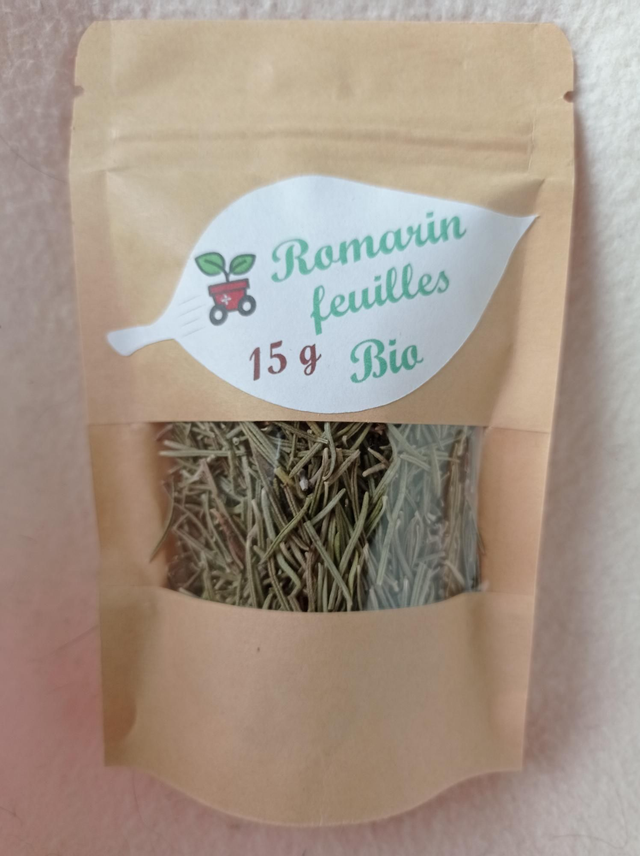 Romarin
feuilles
15 g Bio